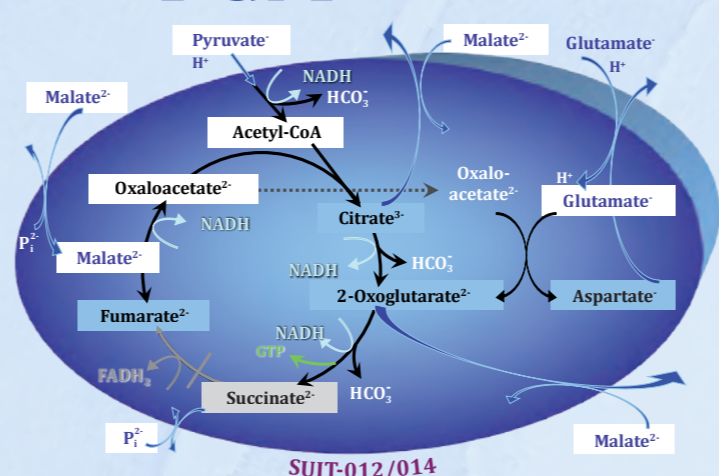 Pyruvate⁻
H⁺
Malate²⁻
Glutamate⁻
H⁺
NADH
HCO₃⁻
Malate²⁻
Acetyl-CoA
Oxaloacetate²⁻
Oxalo-
acetate²⁻
H⁺
Glutamate⁻
Citrate³⁻
NADH
Pᵢ²⁻
Malate²⁻
NADH
HCO₃⁻
2-Oxoglutarate²⁻
Aspartate⁻
Fumarate²⁻
NADH
GTP
FADH₂
HCO₃⁻
Succinate²⁻
Pᵢ²⁻
Malate²⁻
SUIT-012/014